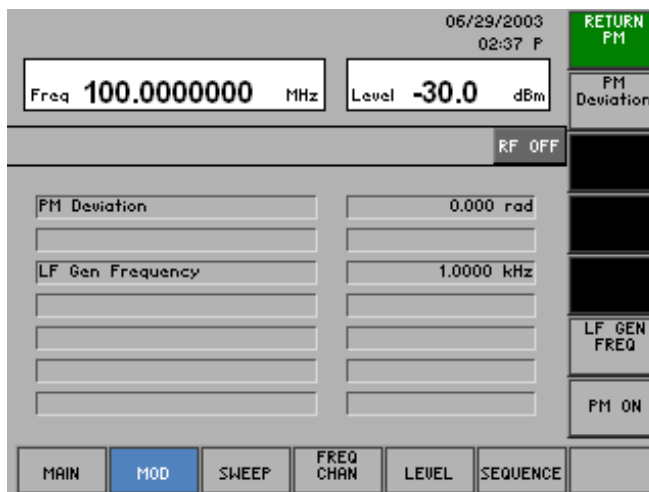 06/29/2003
02:37 P
RETURN
PM
Freq 100.0000000 MHz
Level -30.0 dBm
PM
Deviation
RF OFF
PM Deviation 0.000 rad
LF Gen Frequency 1.0000 kHz
LF GEN
FREQ
PM ON
MAIN
MOD
SWEEP
FREQ
CHAN
LEVEL
SEQUENCE